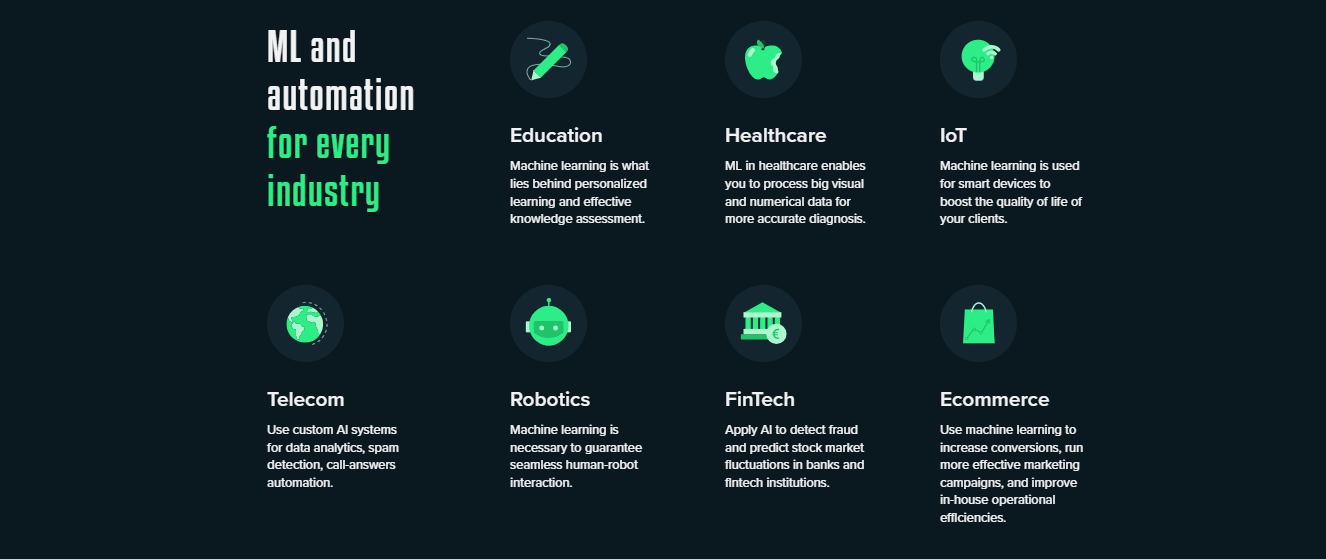 ML and
automation
for every
industry
Education
Machine learning is what
lies behind personalized
learning and effective
knowledge assessment.
Healthcare
ML in healthcare enables
you to process big visual
and numerical data for
more accurate diagnosis.
IoT
Machine learning is used
for smart devices to
boost the quality of life of
your clients.
Telecom
Use custom AI systems
for data analytics, spam
detection, call-answers
automation.
Robotics
Machine learning is
necessary to guarantee
seamless human-robot
interaction.
€
FinTech
Apply AI to detect fraud
and predict stock market
fluctuations in banks and
fintech institutions.
Ecommerce
Use machine learning to
increase conversions, run
more effective marketing
campaigns, and improve
in-house operational
efficiencies.